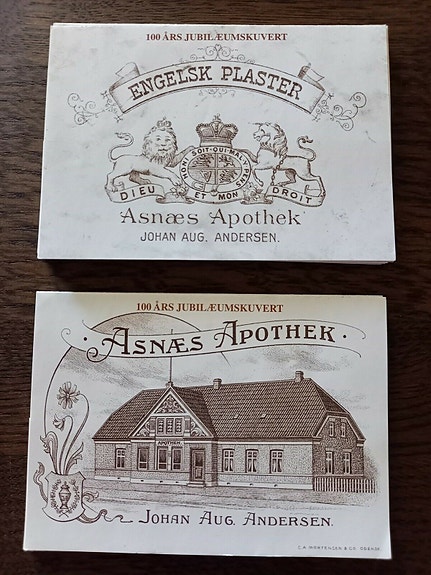 100 ÅRS JUBILÆUMSKUVERT
ENGELSK PLASTER
HONI SOIT·QUI·MAL·Y·PENSE
DIEU ET MON DROIT
Asnæs Apothek
JOHAN AUG. ANDERSEN.
100 ÅRS JUBILÆUMSKUVERT
· ASNÆS APOTHEK ·
APOTHEK.
JOHAN AUG. ANDERSEN.
C.A. MORTENSEN & CO. ODENSE.